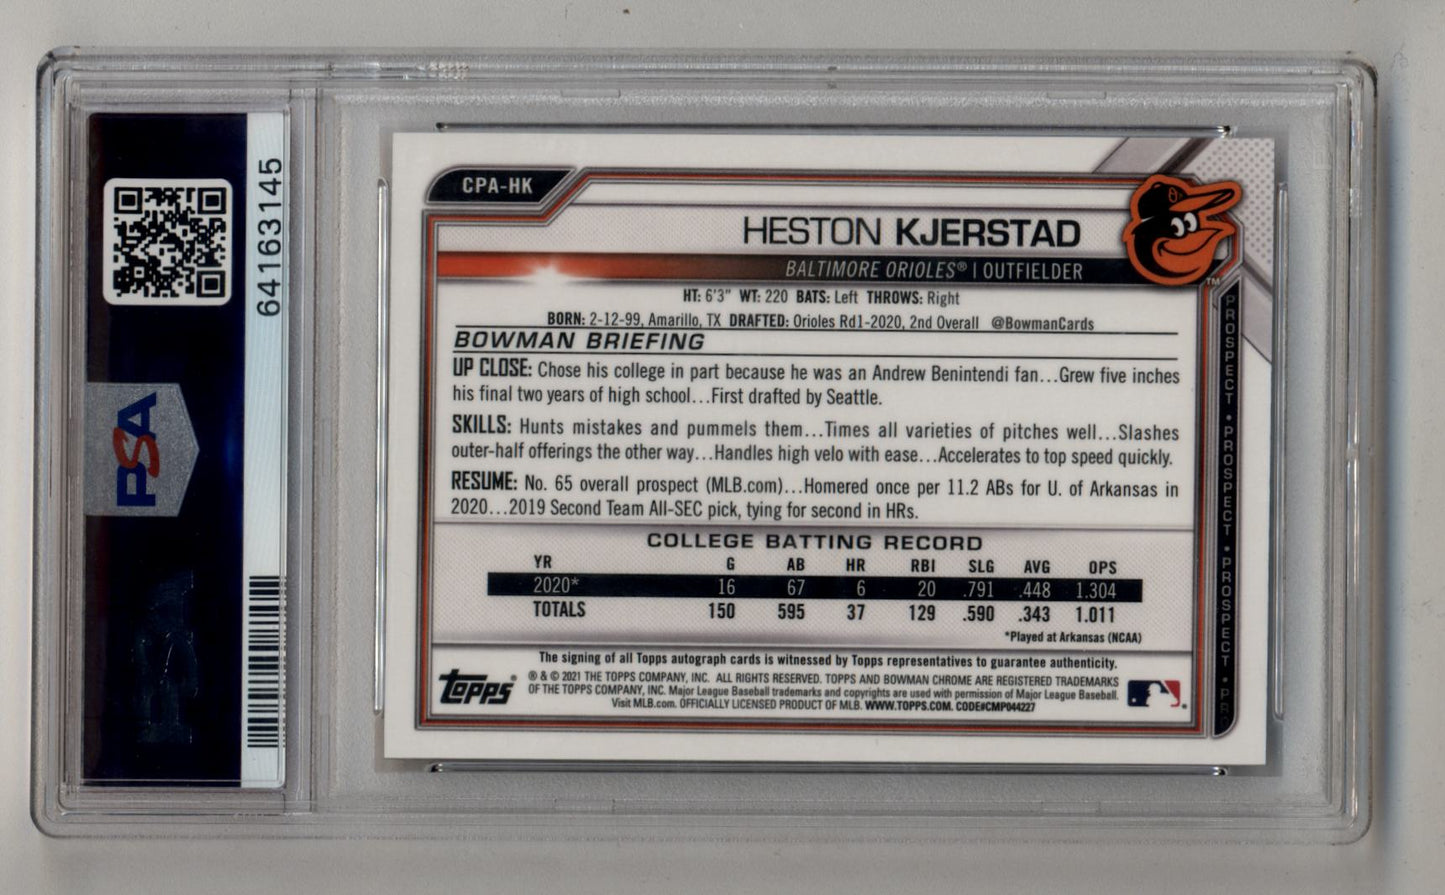 64163145
PSA
CPA-HK
HESTON KJERSTAD
BALTIMORE ORIOLES® | OUTFIELDER
TM
HT: 6'3" WT: 220 BATS: Left THROWS: Right
BORN: 2-12-99, Amarillo, TX DRAFTED: Orioles Rd1-2020, 2nd Overall @BowmanCards
BOWMAN BRIEFING
UP CLOSE: Chose his college in part because he was an Andrew Benintendi fan...Grew five inches
his final two years of high school...First drafted by Seattle.
SKILLS: Hunts mistakes and pummels them...Times all varieties of pitches well...Slashes
outer-half offerings the other way...Handles high velo with ease...Accelerates to top speed quickly.
RESUME: No. 65 overall prospect (MLB.com)...Homered once per 11.2 ABs for U. of Arkansas in
2020...2019 Second Team All-SEC pick, tying for second in HRs.
COLLEGE BATTING RECORD
YR G AB HR RBI SLG AVG OPS
2020* 16 67 6 20 .791 .448 1.304
TOTALS 150 595 37 129 .590 .343 1.011
*Played at Arkansas (NCAA)
The signing of all Topps autograph cards is witnessed by Topps representatives to guarantee authenticity.
topps®
® & © 2021 THE TOPPS COMPANY, INC. ALL RIGHTS RESERVED. TOPPS AND BOWMAN CHROME ARE REGISTERED TRADEMARKS
OF THE TOPPS COMPANY, INC. Major League Baseball trademarks and copyrights are used with permission of Major League Baseball.
Visit MLB.com. OFFICIALLY LICENSED PRODUCT OF MLB. WWW.TOPPS.COM. CODE#CMP044227
PROSPECT • PROSPECT • PROSPECT • PRO